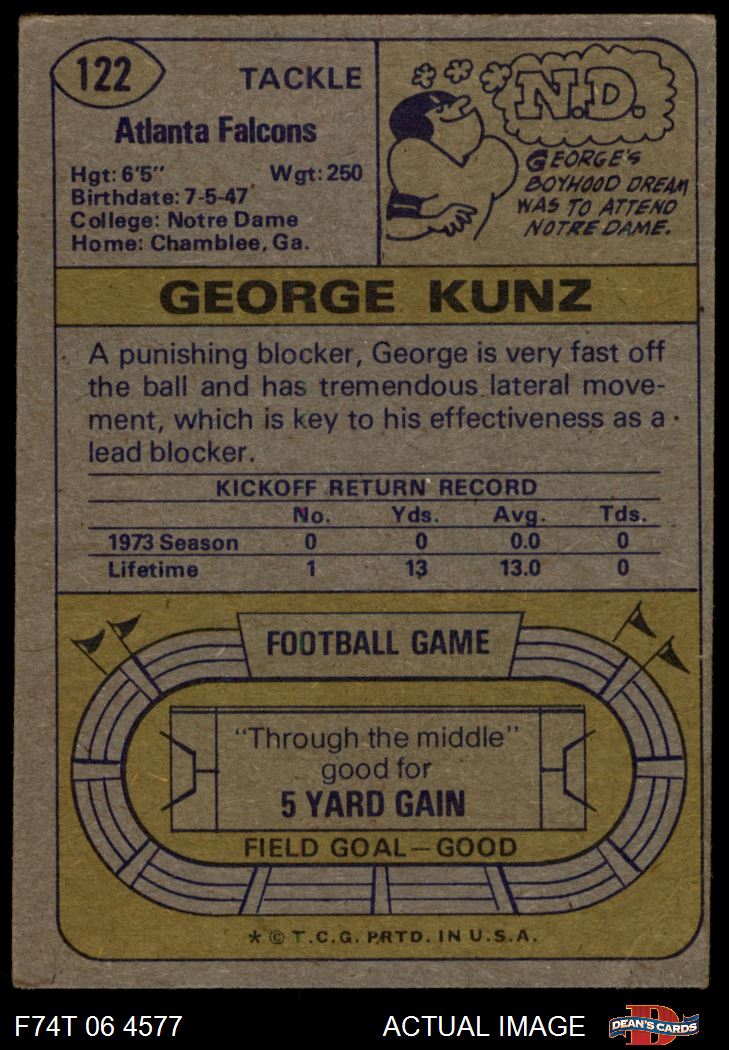 122
TACKLE
Atlanta Falcons
Hgt: 6'5" Wgt: 250
Birthdate: 7-5-47
College: Notre Dame
Home: Chamblee, Ga.
N.D.
GEORGE'S
BOYHOOD DREAM
WAS TO ATTEND
NOTRE DAME.
GEORGE KUNZ
A punishing blocker, George is very fast off
the ball and has tremendous lateral move-
ment, which is key to his effectiveness as a
lead blocker.
KICKOFF RETURN RECORD
No. Yds. Avg. Tds.
1973 Season 0 0 0.0 0
Lifetime 1 13 13.0 0
FOOTBALL GAME
"Through the middle"
good for
5 YARD GAIN
FIELD GOAL—GOOD
* © T.C.G. PRTD. IN U.S.A.
F74T 06 4577 ACTUAL IMAGE
D
DEAN'S CARDS